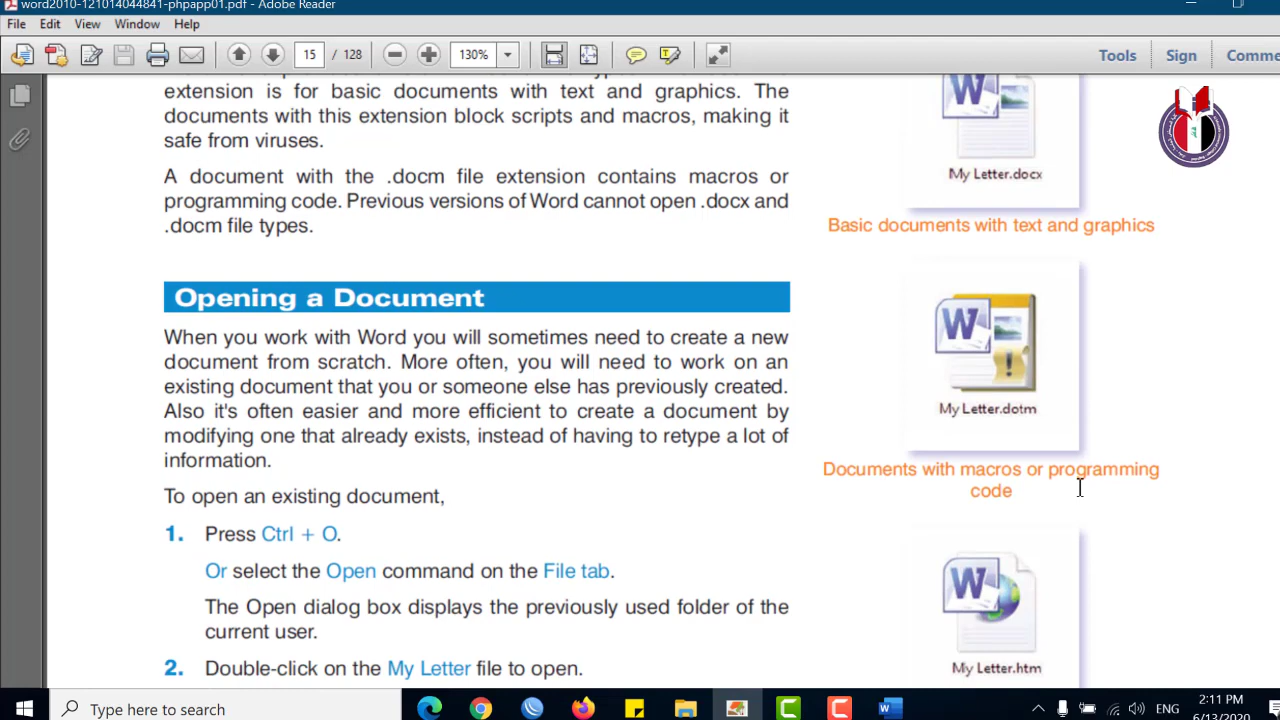 word2010-121014044841-phpapp01.pdf - Adobe Reader
File Edit View Window Help
15 / 128 130% Tools Sign Comme
extension is for basic documents with text and graphics. The
documents with this extension block scripts and macros, making it
safe from viruses.
A document with the .docm file extension contains macros or
programming code. Previous versions of Word cannot open .docx and
.docm file types.
Opening a Document
When you work with Word you will sometimes need to create a new
document from scratch. More often, you will need to work on an
existing document that you or someone else has previously created.
Also it's often easier and more efficient to create a document by
modifying one that already exists, instead of having to retype a lot of
information.
To open an existing document,
1. Press Ctrl + O.
Or select the Open command on the File tab.
The Open dialog box displays the previously used folder of the
current user.
2. Double-click on the My Letter file to open.
W
My Letter.docx
Basic documents with text and graphics
W
My Letter.dotm
Documents with macros or programming
code
W
My Letter.htm
Type here to search
W
ENG
2:11 PM
6/13/2020